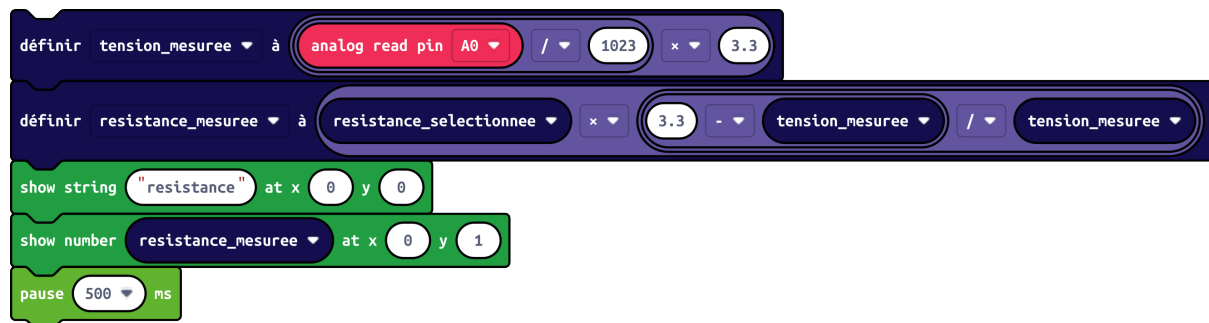 définir tension_mesuree à analog read pin A0 / 1023 × 3.3
définir resistance_mesuree à resistance_selectionnee × 3.3 - tension_mesuree / tension_mesuree
show string "resistance" at x 0 y 0
show number resistance_mesuree at x 0 y 1
pause 500 ms